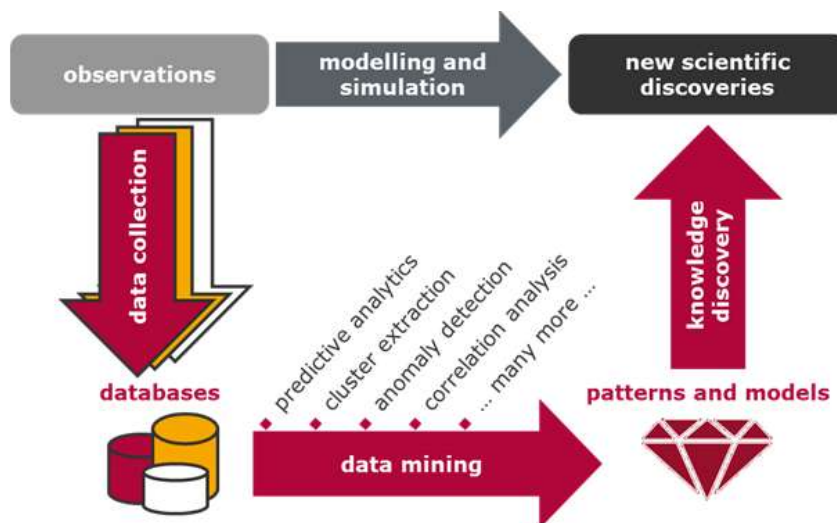 observations
modelling and
simulation
new scientific
discoveries
data collection
predictive analytics
cluster extraction
anomaly detection
correlation analysis
... many more ...
knowledge
discovery
databases
patterns and models
data mining